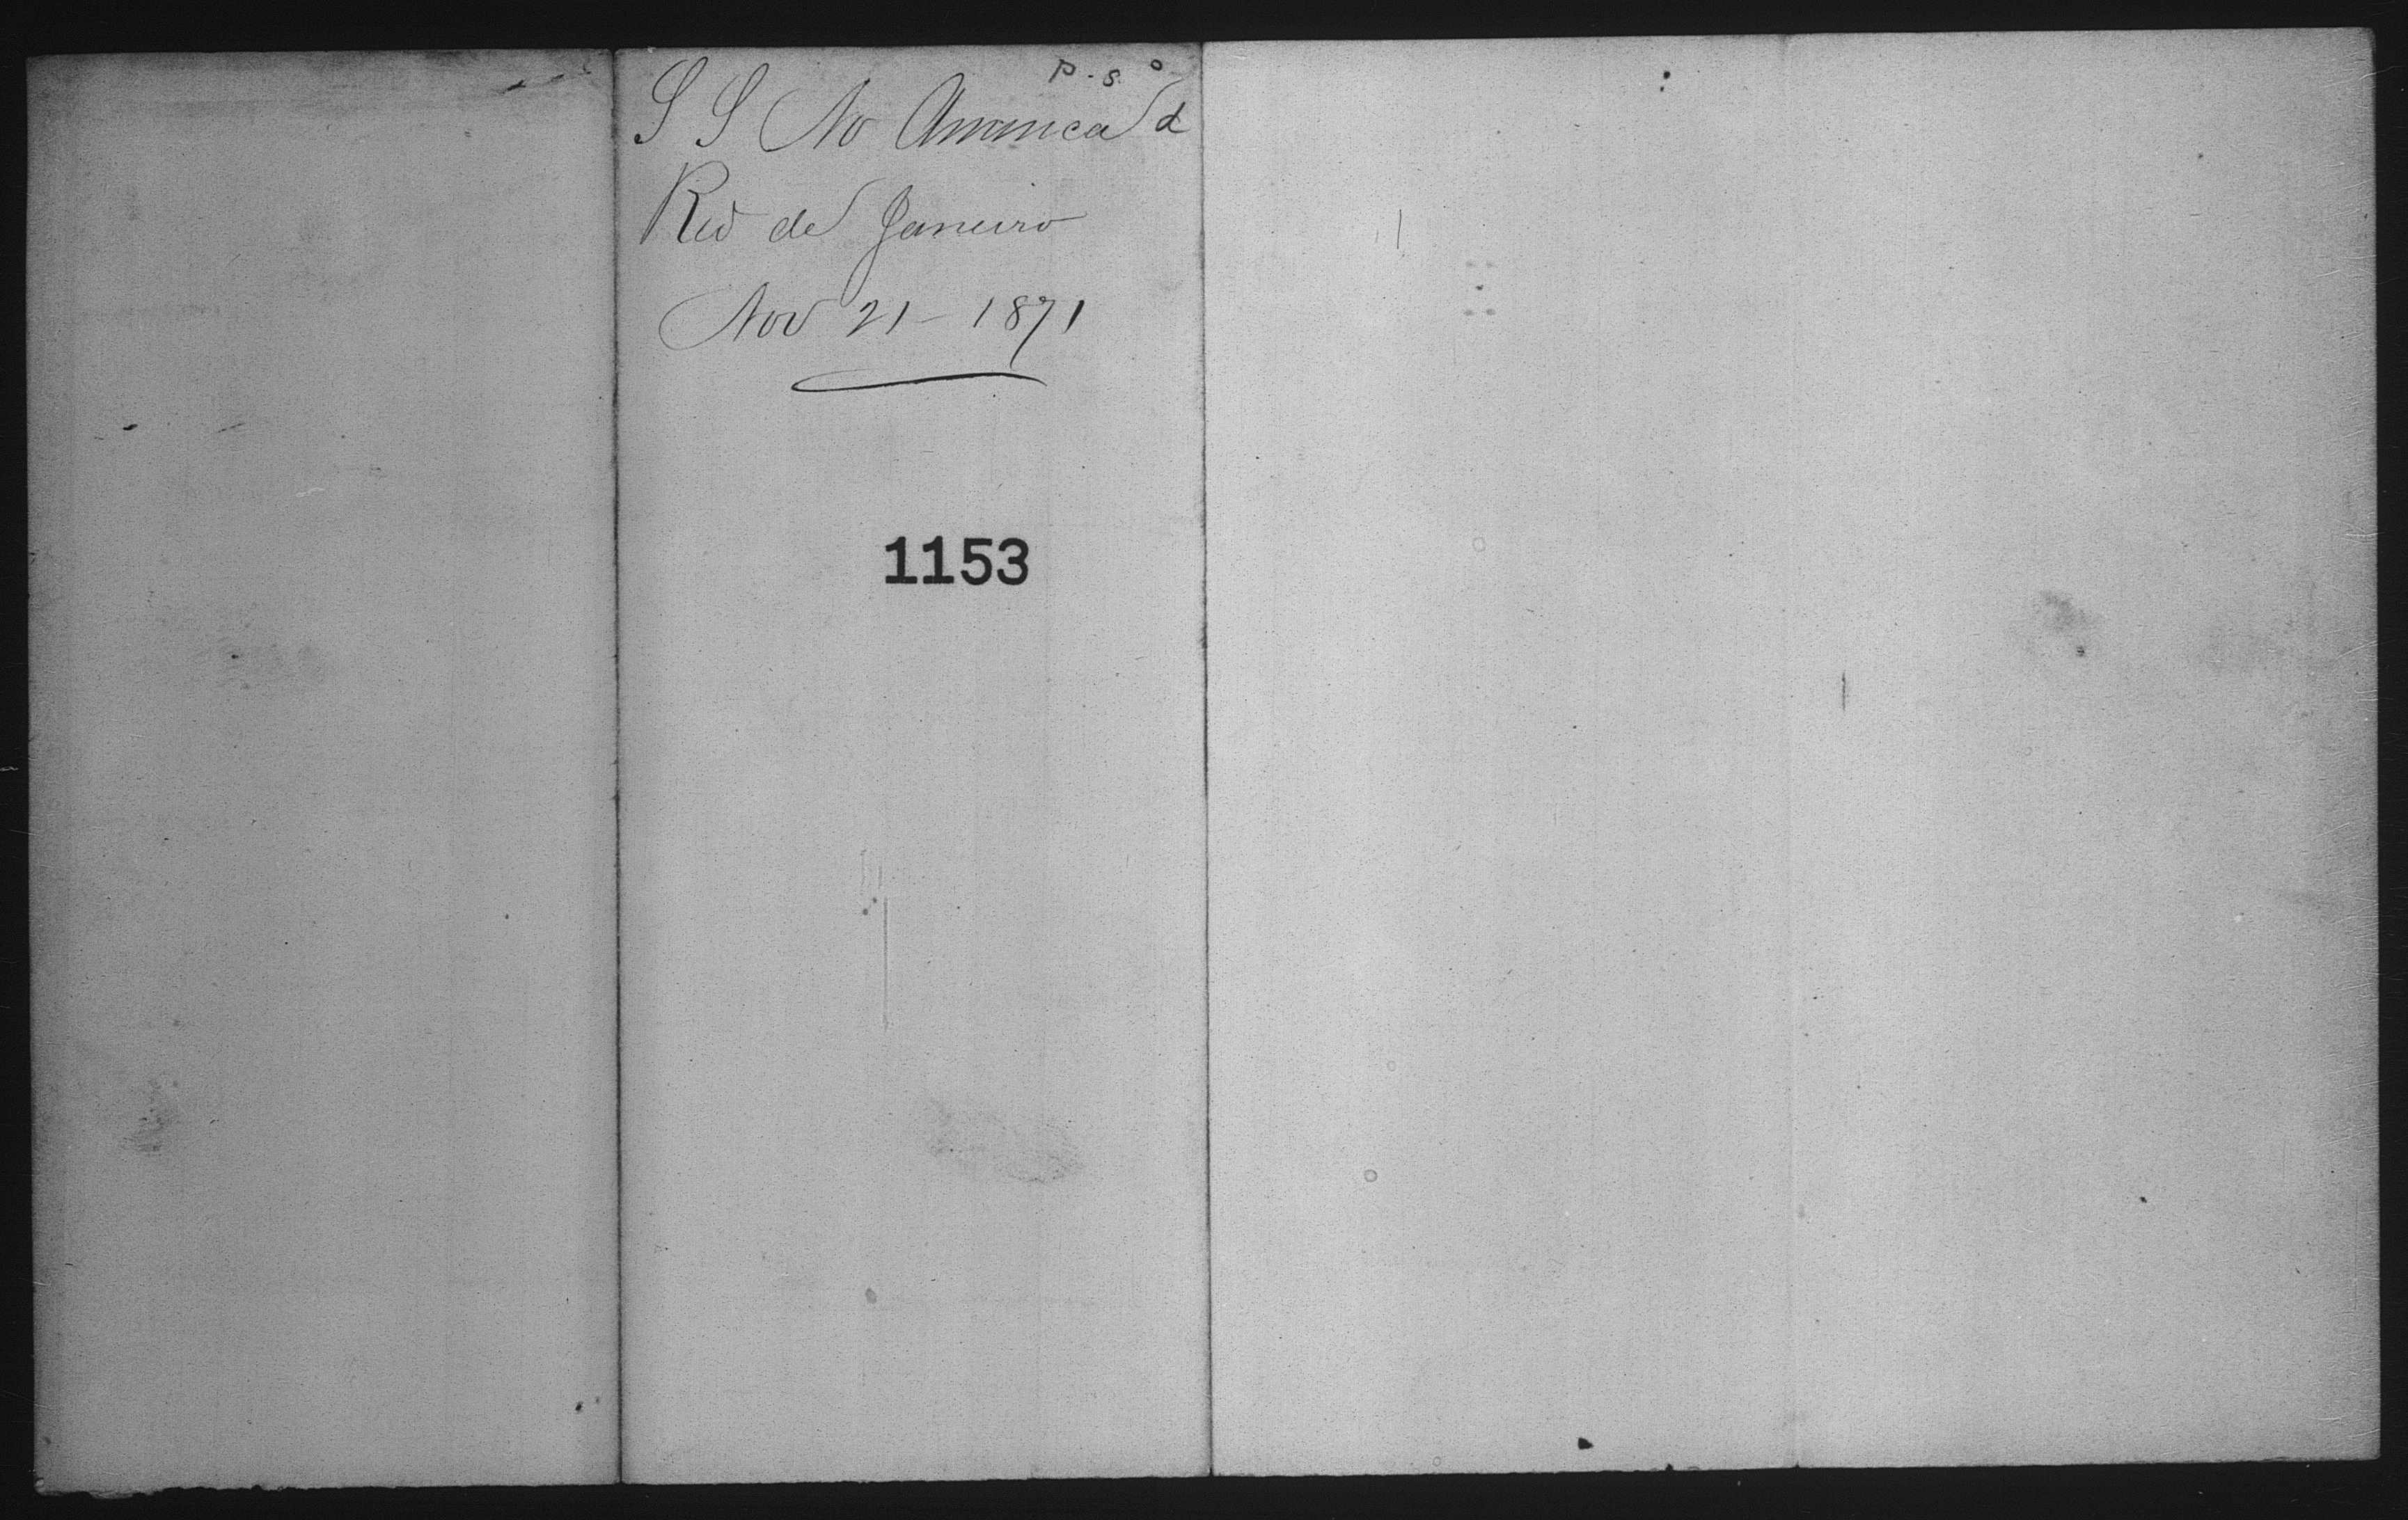 P. S. O
S S No America d
Rio de Janeiro
Nov 21 - 1871
1153